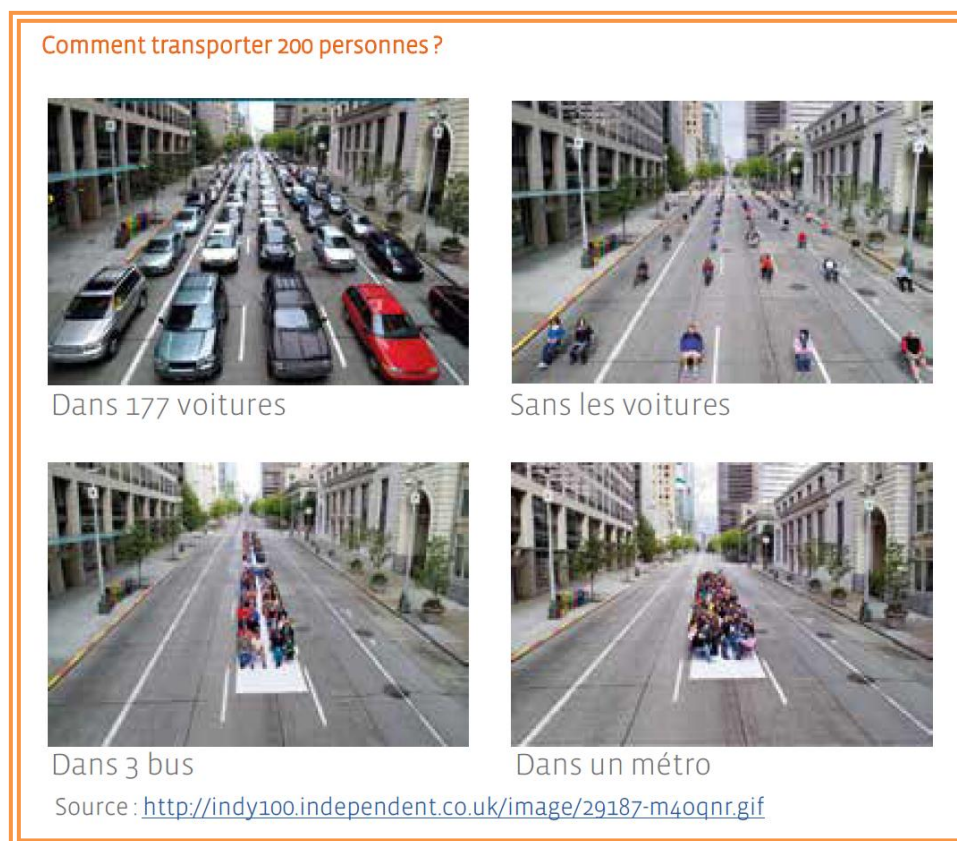 Comment transporter 200 personnes ?
Dans 177 voitures
Sans les voitures
Dans 3 bus
Dans un métro
Source : http://indy100.independent.co.uk/image/29187-m40qnr.gif